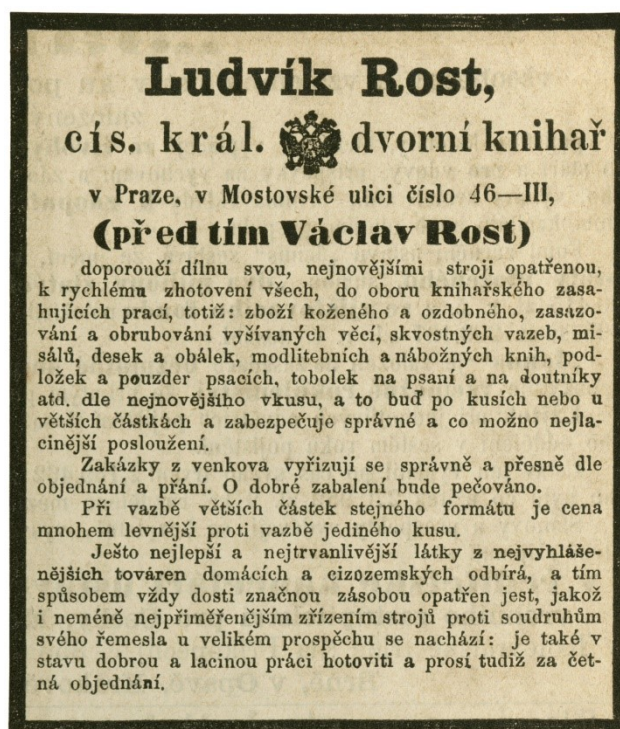 Ludvík Rost,
cís. král. dvorní knihař
v Praze, v Mostovské ulici číslo 46—III,
(před tím Václav Rost)
doporoučí dílnu svou, nejnovějšími stroji opatřenou,
k rychlému zhotovení všech, do oboru knihařského zasa-
hujících prací, totiž: zboží koženého a ozdobného, zasazo-
vání a obrubování vyšívaných věcí, skvostných vazeb, mi-
sálů, desek a obálek, modlitebních a nábožných knih, pod-
ložek a pouzder psacích, tobolek na psaní a na doutníky
atd. dle nejnovějšího vkusu, a to buď po kusích nebo u
větších částkách a zabezpečuje správné a co možno nejla-
cinější posloužení.
Zakázky z venkova vyřizují se správně a přesně dle
objednání a přání. O dobré zabalení bude pečováno.
Při vazbě větších částek stejného formátu je cena
mnohem levnější proti vazbě jediného kusu.
Ješto nejlepší a nejtrvanlivější látky z nejvyhláše-
nějších továren domácích a cizozemských odbírá, a tím
spůsobem vždy dosti značnou zásobou opatřen jest, jakož
i neméně nejpřiměřenějším zřízením strojů proti soudruhům
svého řemesla u velikém prospěchu se nachází: je také v
stavu dobrou a lacinou práci hotoviti a prosí tudiž za čet-
ná objednání.